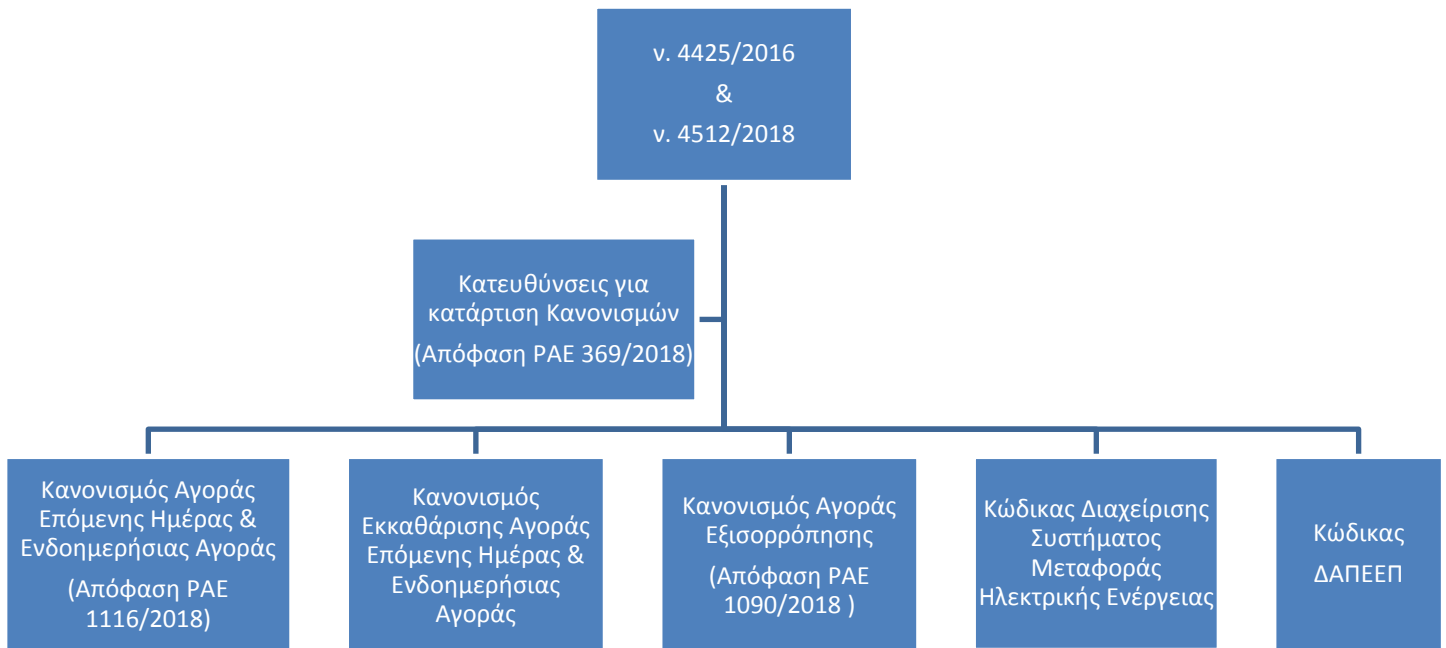 ν. 4425/2016
&
ν. 4512/2018
Κατευθύνσεις για
κατάρτιση Κανονισμών
(Απόφαση ΡΑΕ 369/2018)
Κανονισμός Αγοράς
Επόμενης Ημέρας &
Ενδοημερήσιας Αγοράς
(Απόφαση ΡΑΕ
1116/2018)
Κανονισμός
Εκκαθάρισης Αγοράς
Επόμενης Ημέρας &
Ενδοημερήσιας
Αγοράς
Κανονισμός Αγοράς
Εξισορρόπησης
(Απόφαση ΡΑΕ
1090/2018 )
Κώδικας Διαχείρισης
Συστήματος
Μεταφοράς
Ηλεκτρικής Ενέργειας
Κώδικας
ΔΑΠΕΕΠ